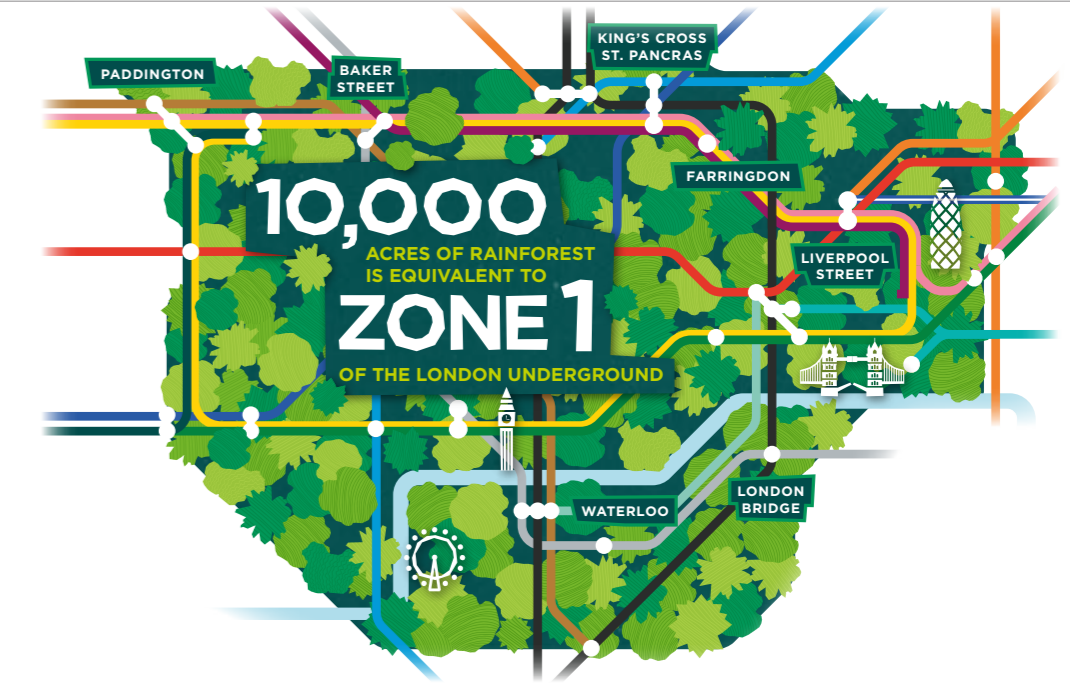 PADDINGTON
BAKER
STREET
KING'S CROSS
ST. PANCRAS
FARRINGDON
10,000
ACRES OF RAINFOREST
IS EQUIVALENT TO
ZONE 1
OF THE LONDON UNDERGROUND
LIVERPOOL
STREET
WATERLOO
LONDON
BRIDGE